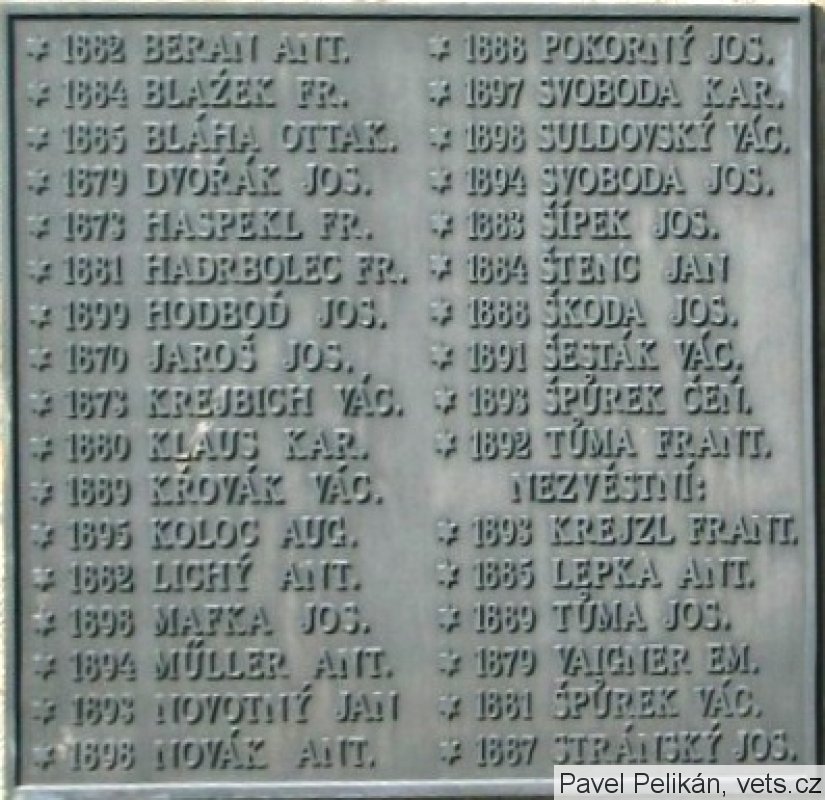 * 1882 BERAN ANT.
* 1884 BLAŽEK FR.
* 1885 BLÁHA OTTAK.
* 1879 DVOŘÁK JOS.
* 1873 HASPEKL FR.
* 1881 HADRBOLEC FR.
* 1899 HODBOĎ JOS.
* 1870 JAROŠ JOS.
* 1873 KREJBICH VÁC.
* 1880 KLAUS KAR.
* 1889 KŘOVÁK VÁC.
* 1895 KOLOC AUG.
* 1882 LICHÝ ANT.
* 1898 MAFKA JOS.
* 1894 MŰLLER ANT.
* 1893 NOVOTNÝ JAN
* 1898 NOVÁK ANT.
* 1888 POKORNÝ JOS.
* 1897 SVOBODA KAR.
* 1898 SULDOVSKÝ VÁC.
* 1894 SVOBODA JOS.
* 1883 ŠÍPEK JOS.
* 1884 ŠTENC JAN
* 1888 ŠKODA JOS.
* 1891 ŠESTÁK VÁC.
* 1893 ŠPŮREK ČEŇ.
* 1892 TŮMA FRANT.
NEZVĚSTNÍ:
* 1893 KREJZL FRANT.
* 1885 LEPKA ANT.
* 1889 TŮMA JOS.
* 1879 VAIGNER EM.
* 1881 ŠPŮREK VÁC.
* 1887 STRÁNSKÝ JOS.
Pavel Pelikán, vets.cz